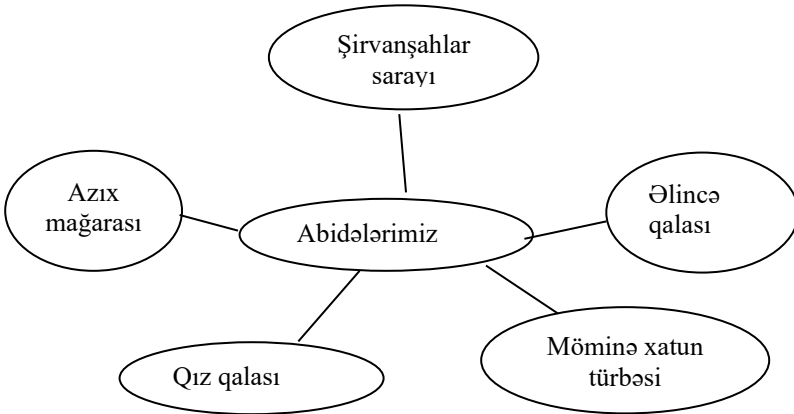 Şirvanşahlar
sarayı
Azıx
mağarası
Əlincə
qalası
Abidələrimiz
Qız qalası
Möminə xatun
türbəsi